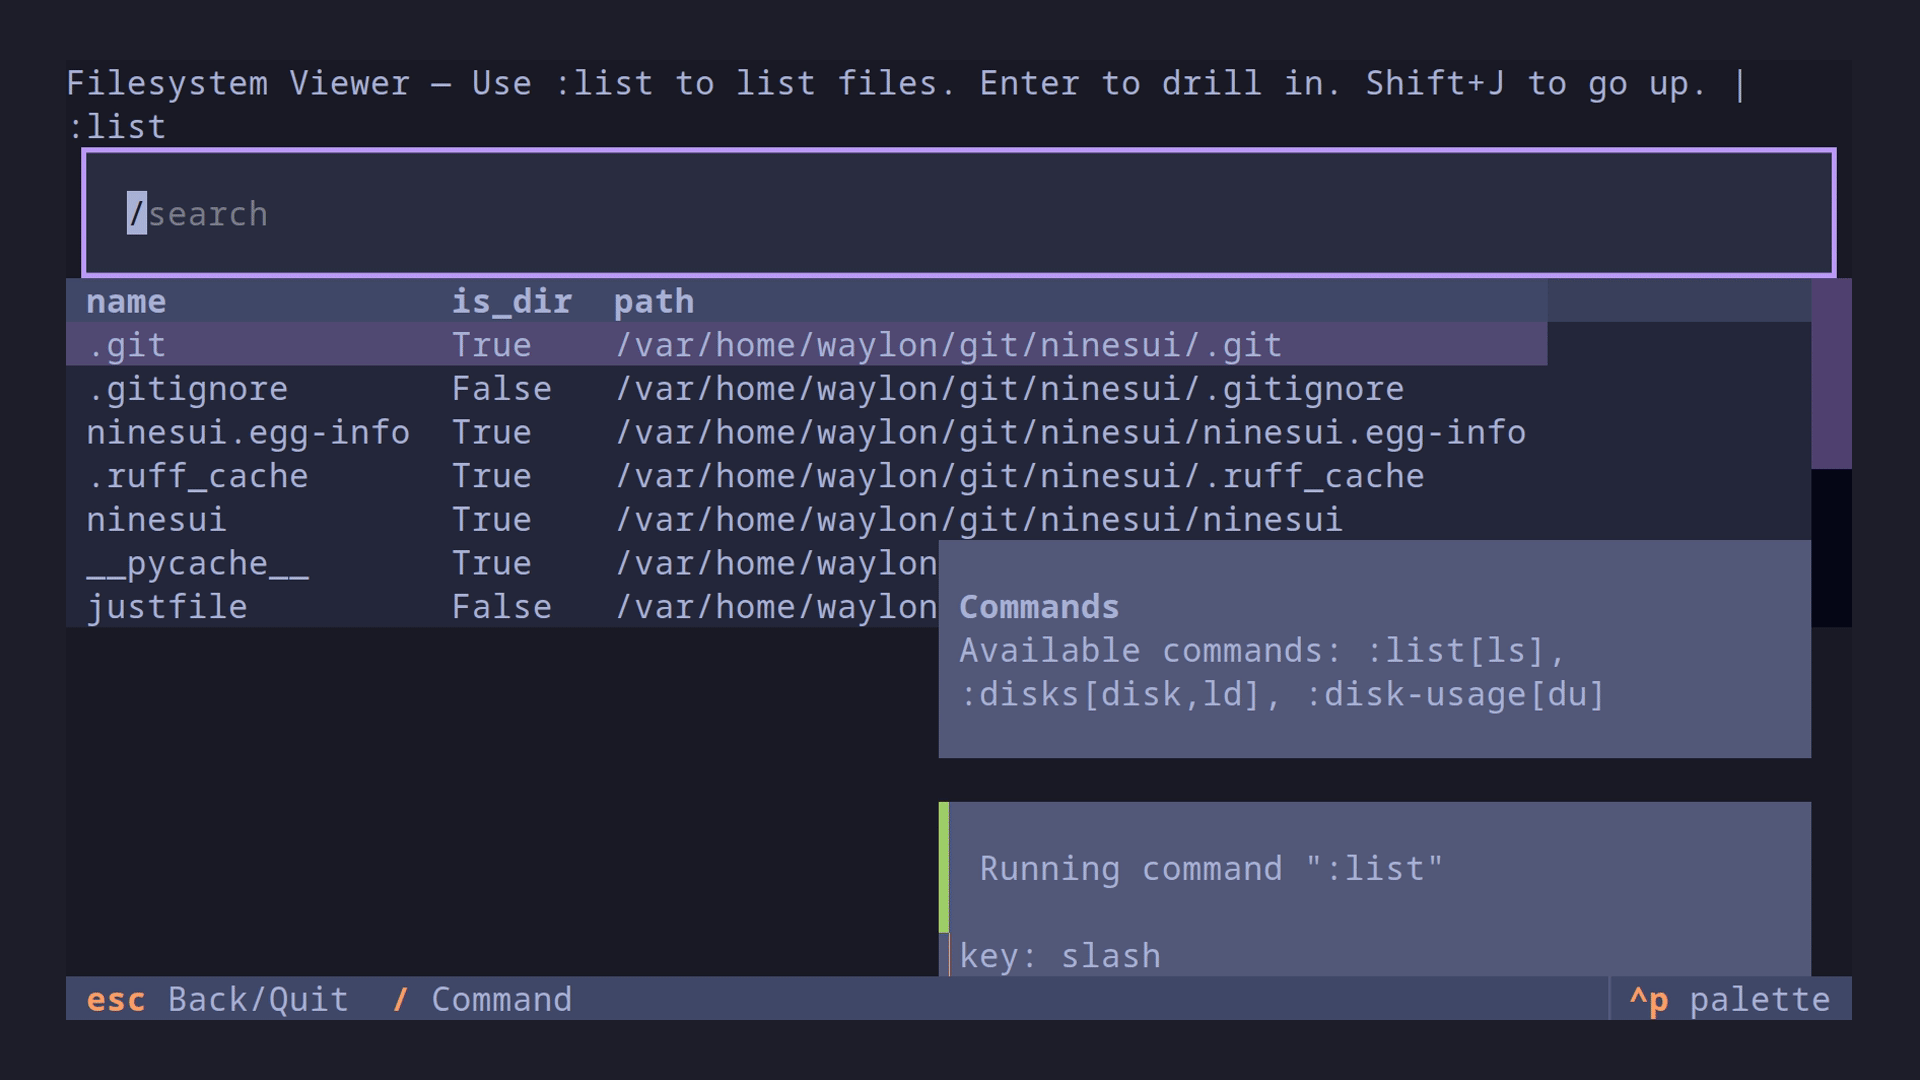 Filesystem Viewer — Use :list to list files. Enter to drill in. Shift+J to go up. |
:list
/search
name is_dir path
.git True /var/home/waylon/git/ninesui/.git
.gitignore False /var/home/waylon/git/ninesui/.gitignore
ninesui.egg-info True /var/home/waylon/git/ninesui/ninesui.egg-info
.ruff_cache True /var/home/waylon/git/ninesui/.ruff_cache
ninesui True /var/home/waylon/git/ninesui/ninesui
__pycache__ True /var/home/waylon
justfile False /var/home/waylon
Commands
Available commands: :list[ls],
:disks[disk,ld], :disk-usage[du]
Running command ":list"
key: slash
esc Back/Quit / Command ^p palette